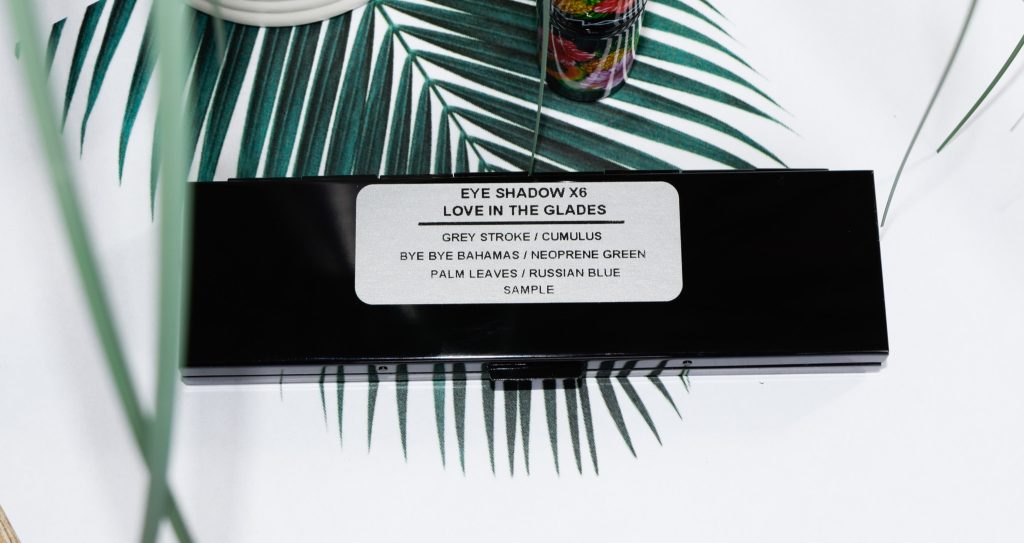 EYE SHADOW X6
LOVE IN THE GLADES
GREY STROKE / CUMULUS
BYE BYE BAHAMAS / NEOPRENE GREEN
PALM LEAVES / RUSSIAN BLUE
SAMPLE